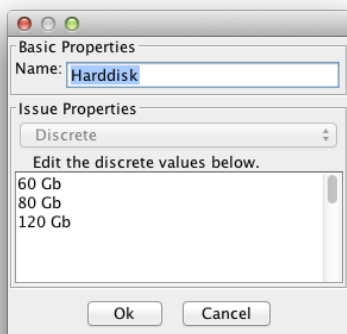 Basic Properties
Name: Harddisk
Issue Properties
Discrete
Edit the discrete values below.
60 Gb
80 Gb
120 Gb
Ok Cancel